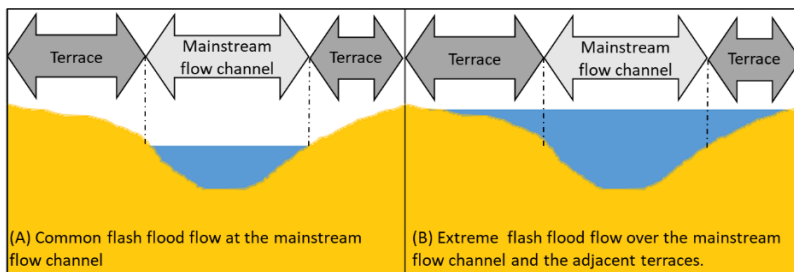 Terrace
Mainstream
flow channel
Terrace
Terrace
Mainstream
flow channel
Terrace
(A) Common flash flood flow at the mainstream
flow channel
(B) Extreme flash flood flow over the mainstream
flow channel and the adjacent terraces.